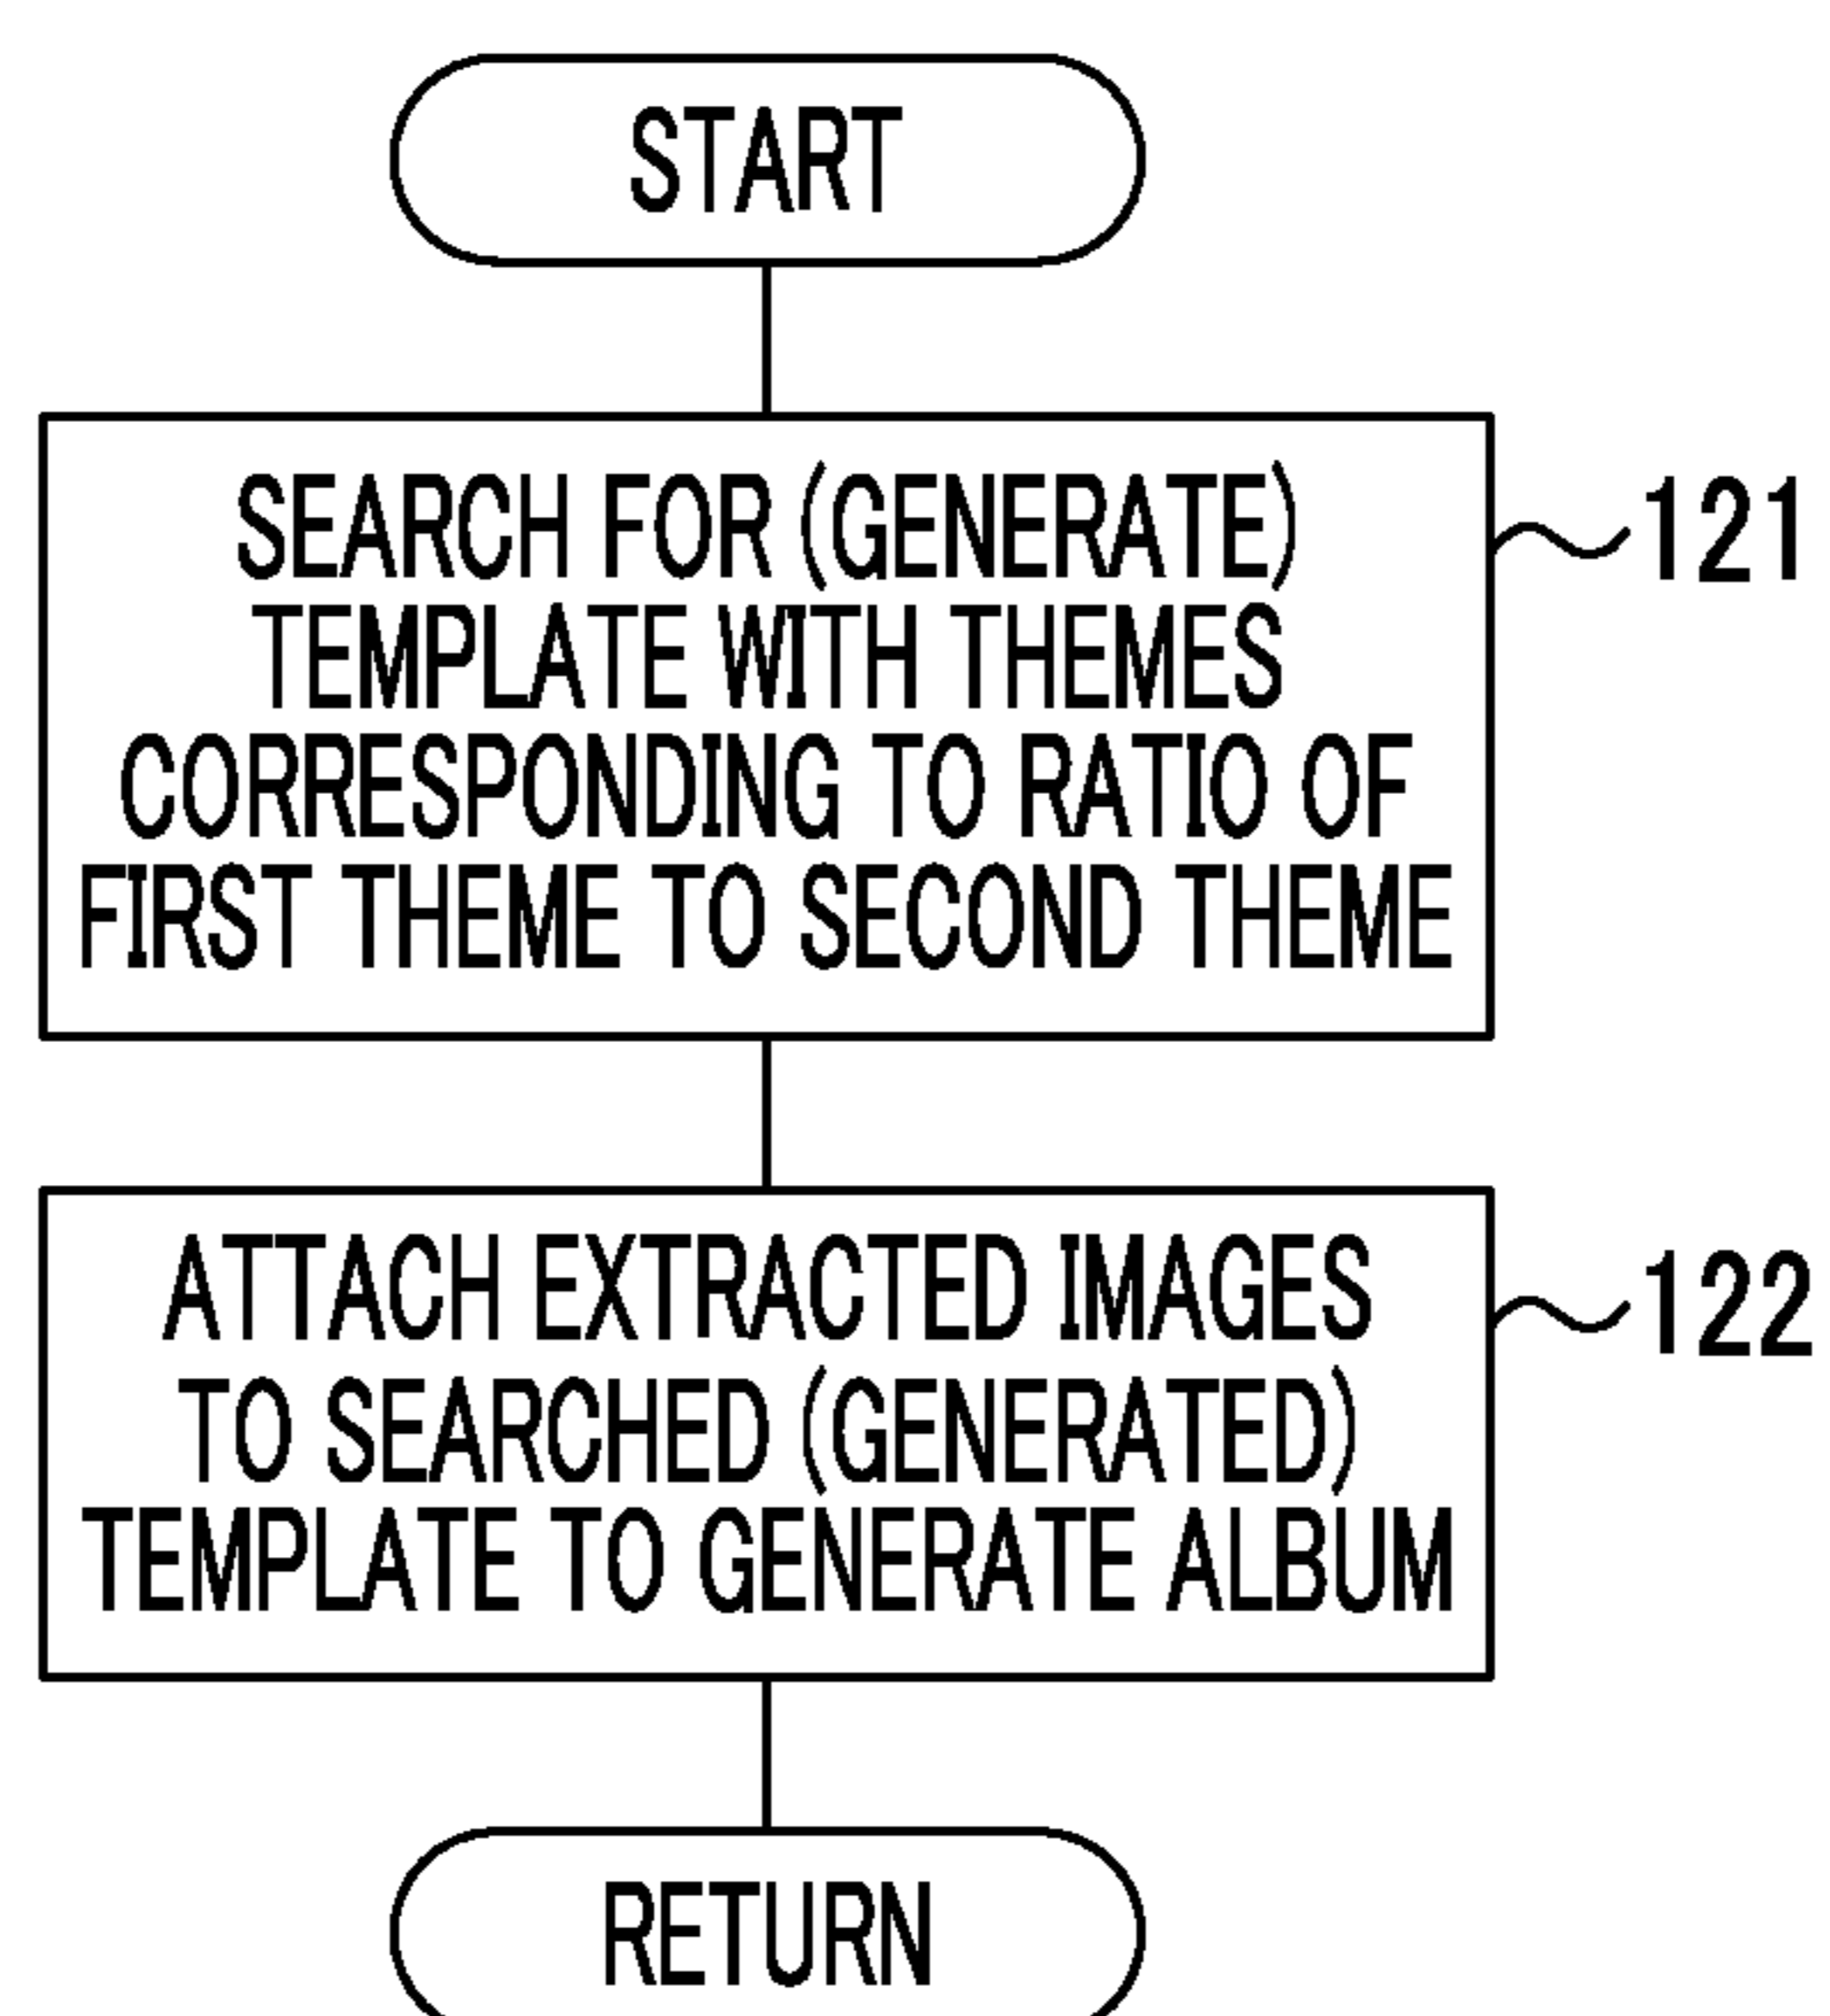 START
SEARCH FOR (GENERATE)
TEMPLATE WITH THEMES
CORRESPONDING TO RATIO OF
FIRST THEME TO SECOND THEME
121
ATTACH EXTRACTED IMAGES
TO SEARCHED (GENERATED)
TEMPLATE TO GENERATE ALBUM
122
RETURN